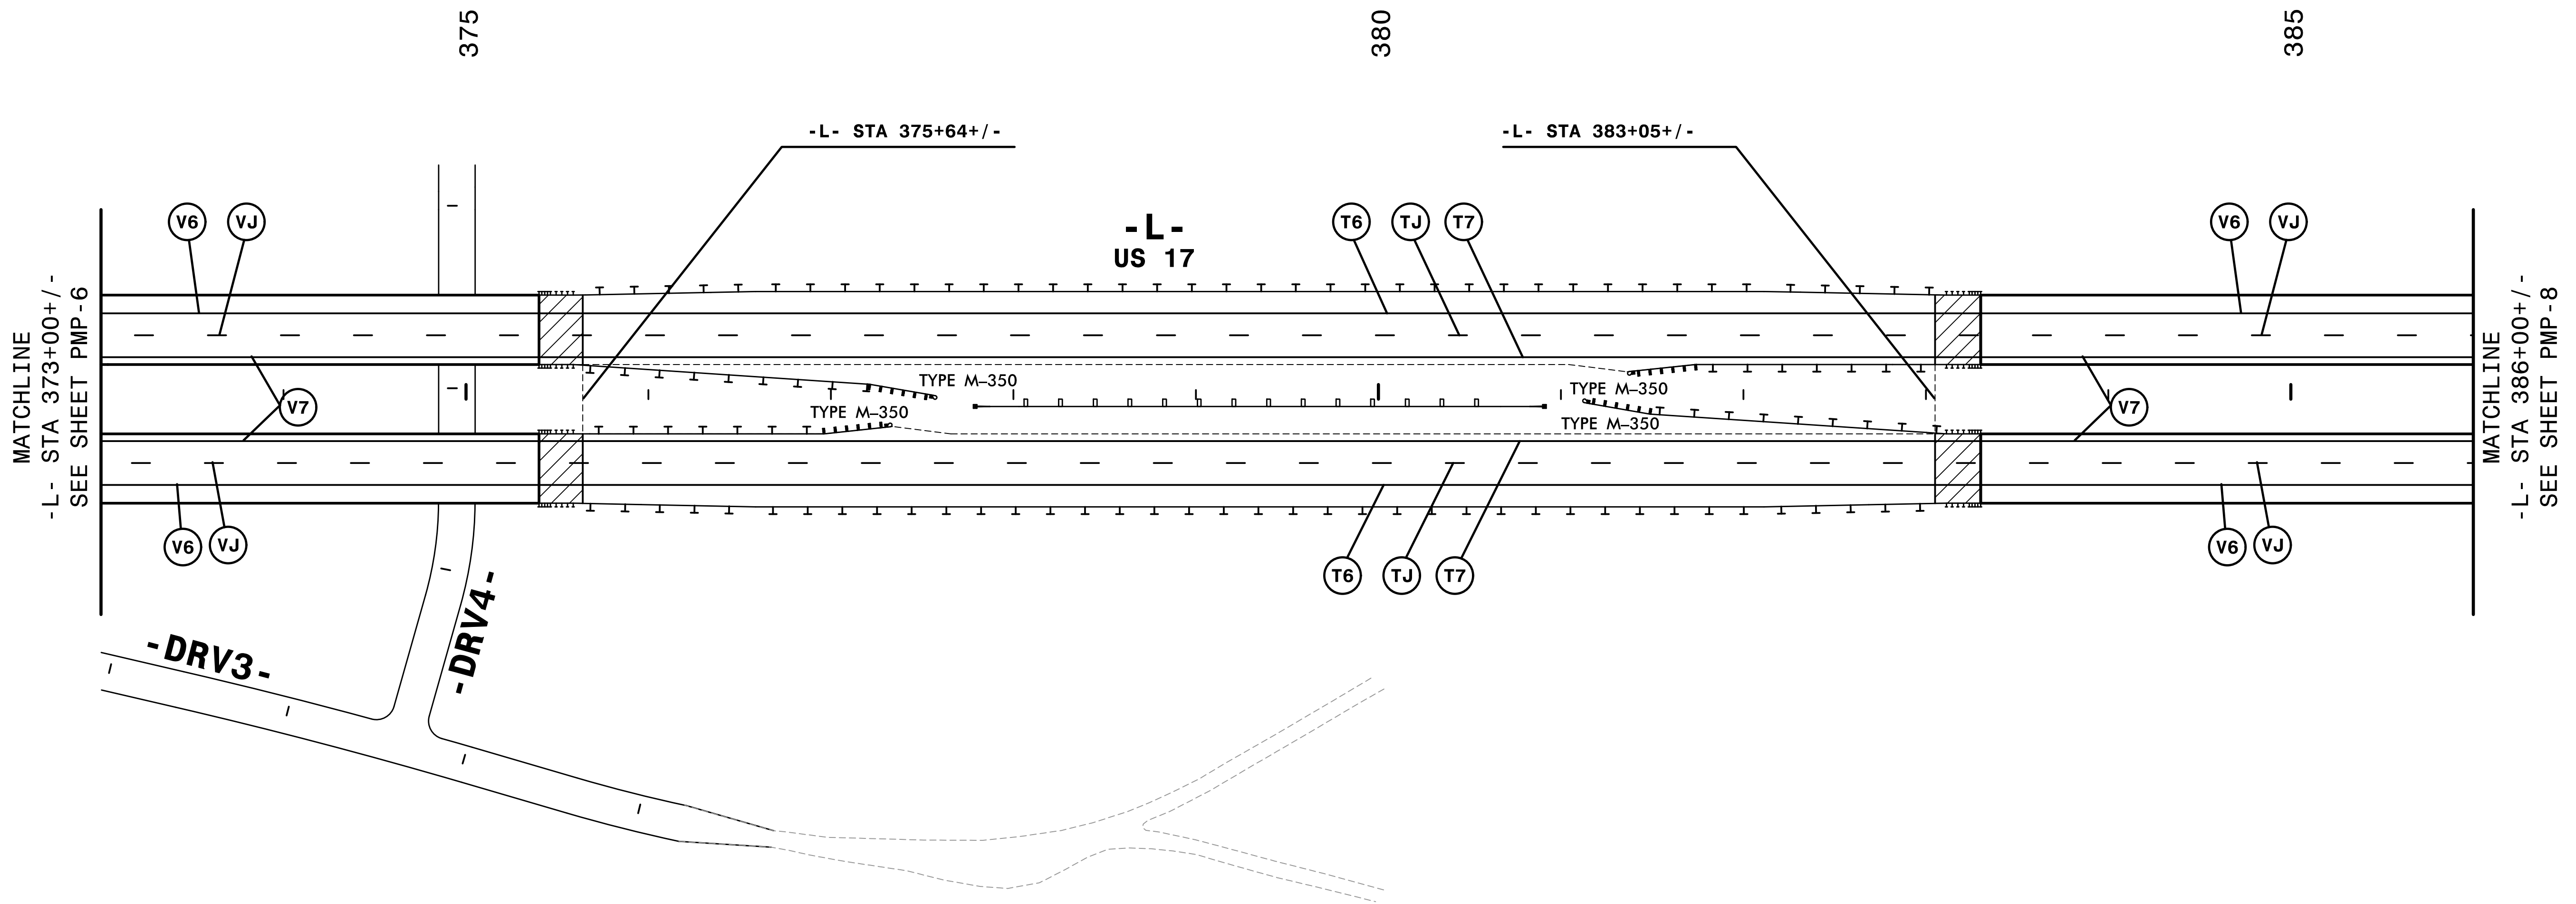 375
380
385
-L- STA 375+64+/-
-L- STA 383+05+/-
V6
VJ
-L-
US 17
T6
TJ
T7
V6
VJ
MATCHLINE
-L- STA 373+00+/-
SEE SHEET PMP-6
V7
TYPE M-350
TYPE M-350
TYPE M-350
TYPE M-350
V7
MATCHLINE
-L- STA 386+00+/-
SEE SHEET PMP-8
V6
VJ
T6
TJ
T7
V6
VJ
-DRV3-
-DRV4-